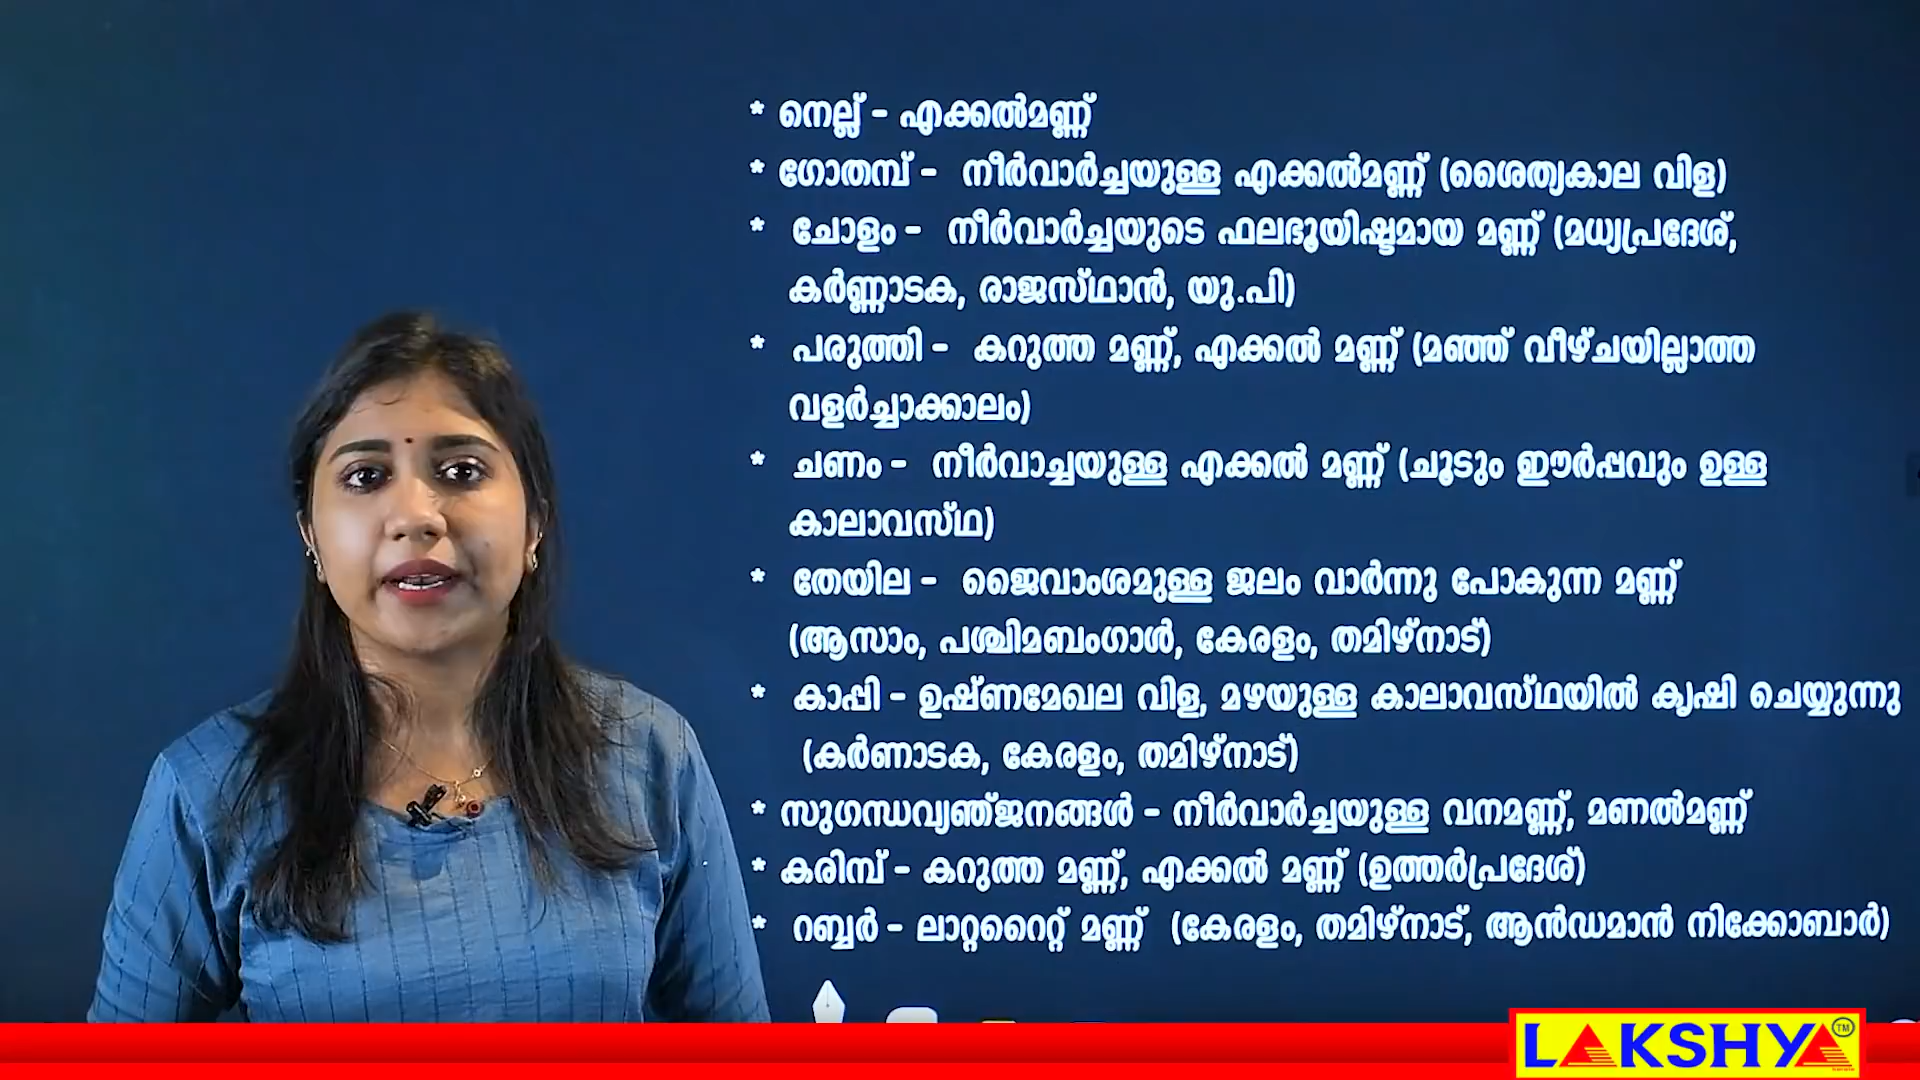 * നെല്ല് - എക്കൽമണ്ണ്
* ഗോതമ്പ് - നീർവാർച്ചയുള്ള എക്കൽമണ്ണ് (ശൈത്യകാല വിള)
* ചോളം - നീർവാർച്ചയുടെ ഫലഭൂയിഷ്ടമായ മണ്ണ് (മധ്യപ്രദേശ്,
കർണ്ണാടക, രാജസ്ഥാൻ, യു.പി)
* പരുത്തി - കറുത്ത മണ്ണ്, എക്കൽ മണ്ണ് (മഞ്ഞ് വീഴ്ചയില്ലാത്ത
വളർച്ചാക്കാലം)
* ചണം - നീർവാച്ചയുള്ള എക്കൽ മണ്ണ് (ചൂടും ഈർപ്പവും ഉള്ള
കാലാവസ്ഥ)
* തേയില - ജൈവാംശമുള്ള ജലം വാർന്നു പോകുന്ന മണ്ണ്
(ആസാം, പശ്ചിമബംഗാൾ, കേരളം, തമിഴ്നാട്)
* കാപ്പി - ഉഷ്ണമേഖല വിള, മഴയുള്ള കാലാവസ്ഥയിൽ കൃഷി ചെയ്യുന്നു
(കർണാടക, കേരളം, തമിഴ്നാട്)
* സുഗന്ധവ്യഞ്ജനങ്ങൾ - നീർവാർച്ചയുള്ള വനമണ്ണ്, മണൽമണ്ണ്
* കരിമ്പ് - കറുത്ത മണ്ണ്, എക്കൽ മണ്ണ് (ഉത്തർപ്രദേശ്)
* റബ്ബർ - ലാറ്ററൈറ്റ് മണ്ണ് (കേരളം, തമിഴ്നാട്, ആൻഡമാൻ നിക്കോബാർ)
LAKSHYA TM